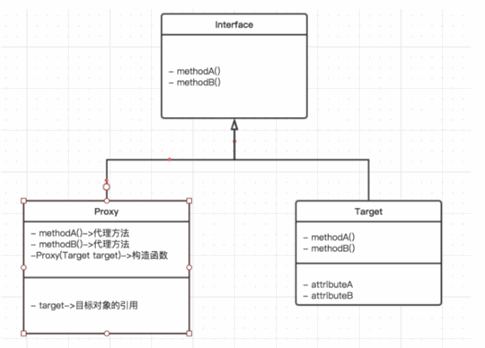 Interface
- methodA()
- methodB()
Proxy
- methodA()->代理方法
- methodB()->代理方法
-Proxy(Target target)->构造函数
- target->目标对象的引用
Target
- methodA()
- methodB()
- attributeA
- attributeB